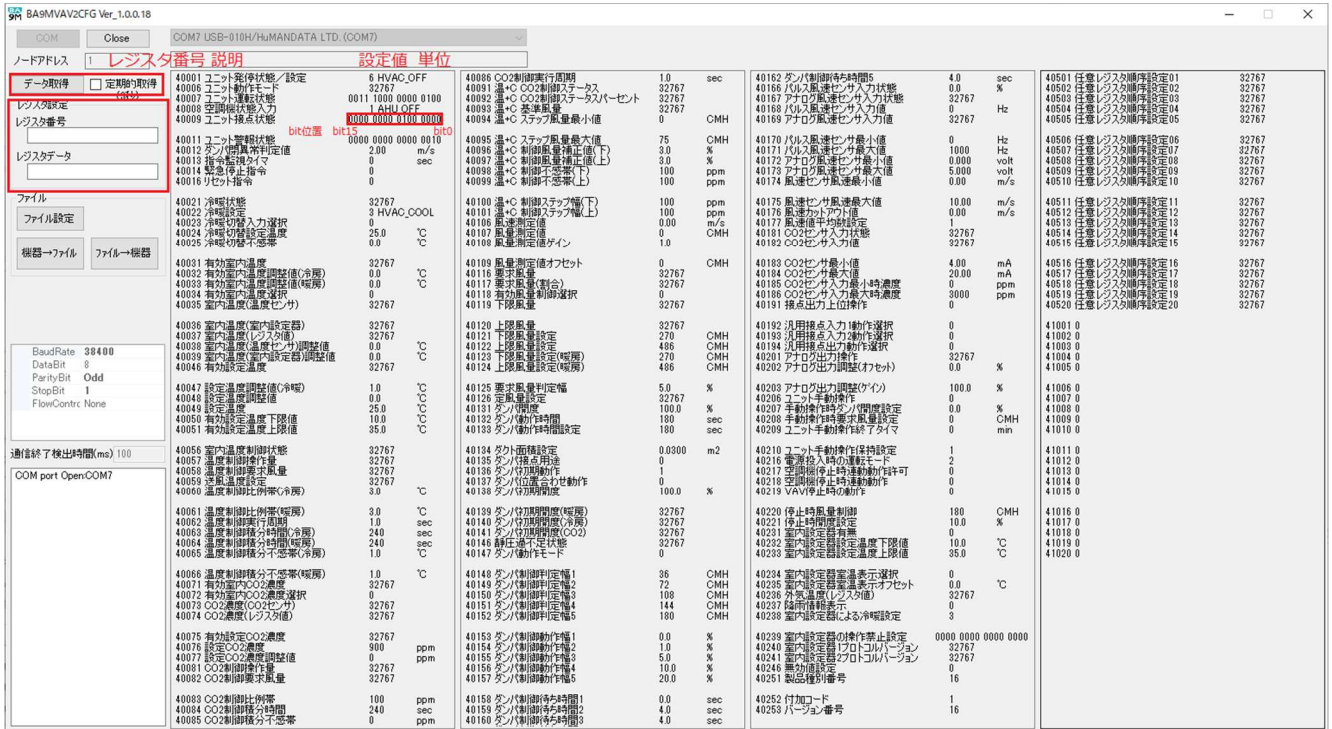 BA9MVAV2CFG Ver_1.0.0.18
COM
Close
COM7 USB-010H/HuMANDATA LTD. (COM7)
ノードアドレス 1
レジスタ番号 説明 設定値 単位
データ取得 定期的取得
レジスタ設定
レジスタ番号
レジスタデータ
ファイル
ファイル設定
機器→ファイル ファイル→機器
BaudRate 38400
DataBit 8
ParityBit Odd
StopBit 1
FlowContrc None
通信終了検出時間(ms) 100
COM port Open:COM7
40001 ユニット発停状態/設定 6 HVAC_OFF
40006 ユニット動作モード 32767
40007 ユニット運転状態 0011 1000 0000 0100
40008 空調機状態入力 1 AHU_OFF
40009 ユニット接点状態 0000 0000 0100 0000
bit位置 bit15 bit0
40011 ユニット警報状態 0000 0000 0000 0010
40012 ダンパ開異常判定値 2.00 m/s
40013 指令監視タイマ 0 sec
40014 緊急停止指令 0
40016 リセット指令 0
40021 冷暖状態 32767
40022 冷暖設定 3 HVAC_COOL
40023 冷暖切替入力選択 0
40024 冷暖切替設定温度 25.0 ℃
40025 冷暖切替不感帯 0.0 ℃
40031 有効室内温度 32767
40032 有効室内温度調整値(冷房) 0.0 ℃
40033 有効室内温度調整値(暖房) 0.0 ℃
40034 有効室内温度選択 0
40035 室内温度(温度センサ) 32767
40036 室内温度(室内設定器) 32767
40037 室内温度(レジスタ値) 32767
40038 室内温度(温度センサ)調整値 0.0 ℃
40039 室内温度(室内設定器)調整値 0.0 ℃
40046 有効設定温度 32767
40047 設定温度調整値(冷暖) 1.0 ℃
40048 設定温度調整値 0.0 ℃
40049 設定温度 25.0 ℃
40050 有効設定温度下限値 10.0 ℃
40051 有効設定温度上限値 35.0 ℃
40056 室内温度制御状態 32767
40057 温度制御操作量 32767
40058 温度制御要求風量 32767
40059 送風温度設定 32767
40060 温度制御比例帯(冷房) 3.0 ℃
40061 温度制御比例帯(暖房) 3.0 ℃
40062 温度制御実行周期 1.0 sec
40063 温度制御積分時間(冷房) 240 sec
40064 温度制御積分時間(暖房) 240 sec
40065 温度制御積分不感帯(冷房) 1.0 ℃
40066 温度制御積分不感帯(暖房) 1.0 ℃
40071 有効室内CO2濃度 32767
40072 有効室内CO2濃度選択 0
40073 CO2濃度(CO2センサ) 32767
40074 CO2濃度(レジスタ値) 32767
40075 有効設定CO2濃度 32767
40076 設定CO2濃度 900 ppm
40077 設定CO2濃度調整値 0 ppm
40081 CO2制御操作量 32767
40082 CO2制御要求風量 32767
40083 CO2制御比例帯 100 ppm
40084 CO2制御積分時間 240 sec
40085 CO2制御積分不感帯 0 ppm
40086 CO2制御実行周期 1.0 sec
40091 温+C CO2制御ステータス 32767
40092 温+C CO2制御ステータスパーセント 32767
40093 温+C 基準風量 32767
40094 温+C ステップ風量最小値 0 CMH
40095 温+C ステップ風量最大値 75 CMH
40096 温+C 制御風量補正値(下) 3.0 %
40097 温+C 制御風量補正値(上) 3.0 %
40098 温+C 制御不感帯(下) 100 ppm
40099 温+C 制御不感帯(上) 100 ppm
40100 温+C 制御ステップ幅(下) 100 ppm
40101 温+C 制御ステップ幅(上) 100 ppm
40106 風速測定値 0.00 m/s
40107 風量測定値 0 CMH
40108 風量測定値ゲイン 1.0
40109 風量測定値オフセット 0 CMH
40116 要求風量 32767
40117 要求風量(割合) 32767
40118 有効風量制御選択 0
40119 下限風量 32767
40120 上限風量 32767
40121 下限風量設定 270 CMH
40122 上限風量設定 486 CMH
40123 下限風量設定(暖房) 270 CMH
40124 上限風量設定(暖房) 486 CMH
40125 要求風量判定幅 5.0 %
40126 定風量設定 32767
40131 ダンパ開度 100.0 %
40132 ダンパ動作時間 180 sec
40133 ダンパ動作時間設定 180 sec
40134 ダクト面積設定 0.0300 m2
40135 ダンパ接点用途 0
40136 ダンパ初期動作 1
40137 ダンパ位置合わせ動作 0
40138 ダンパ初期開度 100.0 %
40139 ダンパ初期開度(暖房) 32767
40140 ダンパ初期開度(冷房) 32767
40141 ダンパ初期開度(CO2) 32767
40146 静圧過不足状態 32767
40147 ダンパ動作モード 0
40148 ダンパ制御判定幅1 36 CMH
40149 ダンパ制御判定幅2 72 CMH
40150 ダンパ制御判定幅3 108 CMH
40151 ダンパ制御判定幅4 144 CMH
40152 ダンパ制御判定幅5 180 CMH
40153 ダンパ制御動作幅1 0.0 %
40154 ダンパ制御動作幅2 1.0 %
40155 ダンパ制御動作幅3 5.0 %
40156 ダンパ制御動作幅4 10.0 %
40157 ダンパ制御動作幅5 20.0 %
40158 ダンパ制御待ち時間1 0.0 sec
40159 ダンパ制御待ち時間2 4.0 sec
40160 ダンパ制御待ち時間3 4.0 sec
40162 ダンパ制御待ち時間5 4.0 sec
40166 パルス風速センサ入力状態 0.0 %
40167 アナログ風速センサ入力状態 32767
40168 パルス風速センサ入力値 0 Hz
40169 アナログ風速センサ入力値 32767
40170 パルス風速センサ最小値 0 Hz
40171 パルス風速センサ最大値 1000 Hz
40172 アナログ風速センサ最小値 0.000 volt
40173 アナログ風速センサ最大値 5.000 volt
40174 風速センサ風速最小値 0.00 m/s
40175 風速センサ風速最大値 10.00 m/s
40176 風速カットアウト値 0.00 m/s
40177 風速値平均数設定 1
40181 CO2センサ入力状態 32767
40182 CO2センサ入力値 32767
40183 CO2センサ最小値 4.00 mA
40184 CO2センサ最大値 20.00 mA
40185 CO2センサ入力最小時濃度 0 ppm
40186 CO2センサ入力最大時濃度 3000 ppm
40191 接点出力上位操作 0
40192 汎用接点入力1動作選択 0
40193 汎用接点入力2動作選択 0
40194 汎用接点出力動作選択 0
40201 アナログ出力操作 32767
40202 アナログ出力調整(オフセット) 0.0 %
40203 アナログ出力調整(ゲイン) 100.0 %
40206 ユニット手動操作 0
40207 手動操作時ダンパ開度設定 0.0 %
40208 手動操作時要求風量設定 0 CMH
40209 ユニット手動操作終了タイマ 0 min
40210 ユニット手動操作保持設定 1
40216 電源投入時の運転モード 2
40217 空調機停止時連動動作許可 0
40218 空調機停止時連動動作 0
40219 VAV停止時の動作 0
40220 停止時風量制御 180 CMH
40221 停止時開度設定 10.0 %
40231 室内設定器有無 0
40232 室内設定器設定温度下限値 10.0 ℃
40233 室内設定器設定温度上限値 35.0 ℃
40234 室内設定器室温表示選択 0
40235 室内設定器室温表示オフセット 0.0 ℃
40236 外気温度(レジスタ値) 32767
40237 降雨情報表示 0
40238 室内設定器による冷暖設定 3
40239 室内設定器の操作禁止設定 0000 0000 0000 0000
40240 室内設定器1プロトコルバージョン 32767
40241 室内設定器2プロトコルバージョン 32767
40246 無効値設定 0
40251 製品種別番号 16
40252 付加コード 1
40253 バージョン番号 16
40501 任意レジスタ順序設定01 32767
40502 任意レジスタ順序設定02 32767
40503 任意レジスタ順序設定03 32767
40504 任意レジスタ順序設定04 32767
40505 任意レジスタ順序設定05 32767
40506 任意レジスタ順序設定06 32767
40507 任意レジスタ順序設定07 32767
40508 任意レジスタ順序設定08 32767
40509 任意レジスタ順序設定09 32767
40510 任意レジスタ順序設定10 32767
40511 任意レジスタ順序設定11 32767
40512 任意レジスタ順序設定12 32767
40513 任意レジスタ順序設定13 32767
40514 任意レジスタ順序設定14 32767
40515 任意レジスタ順序設定15 32767
40516 任意レジスタ順序設定16 32767
40517 任意レジスタ順序設定17 32767
40518 任意レジスタ順序設定18 32767
40519 任意レジスタ順序設定19 32767
40520 任意レジスタ順序設定20 32767
41001 0
41002 0
41003 0
41004 0
41005 0
41006 0
41007 0
41008 0
41009 0
41010 0
41011 0
41012 0
41013 0
41014 0
41015 0
41016 0
41017 0
41018 0
41019 0
41020 0